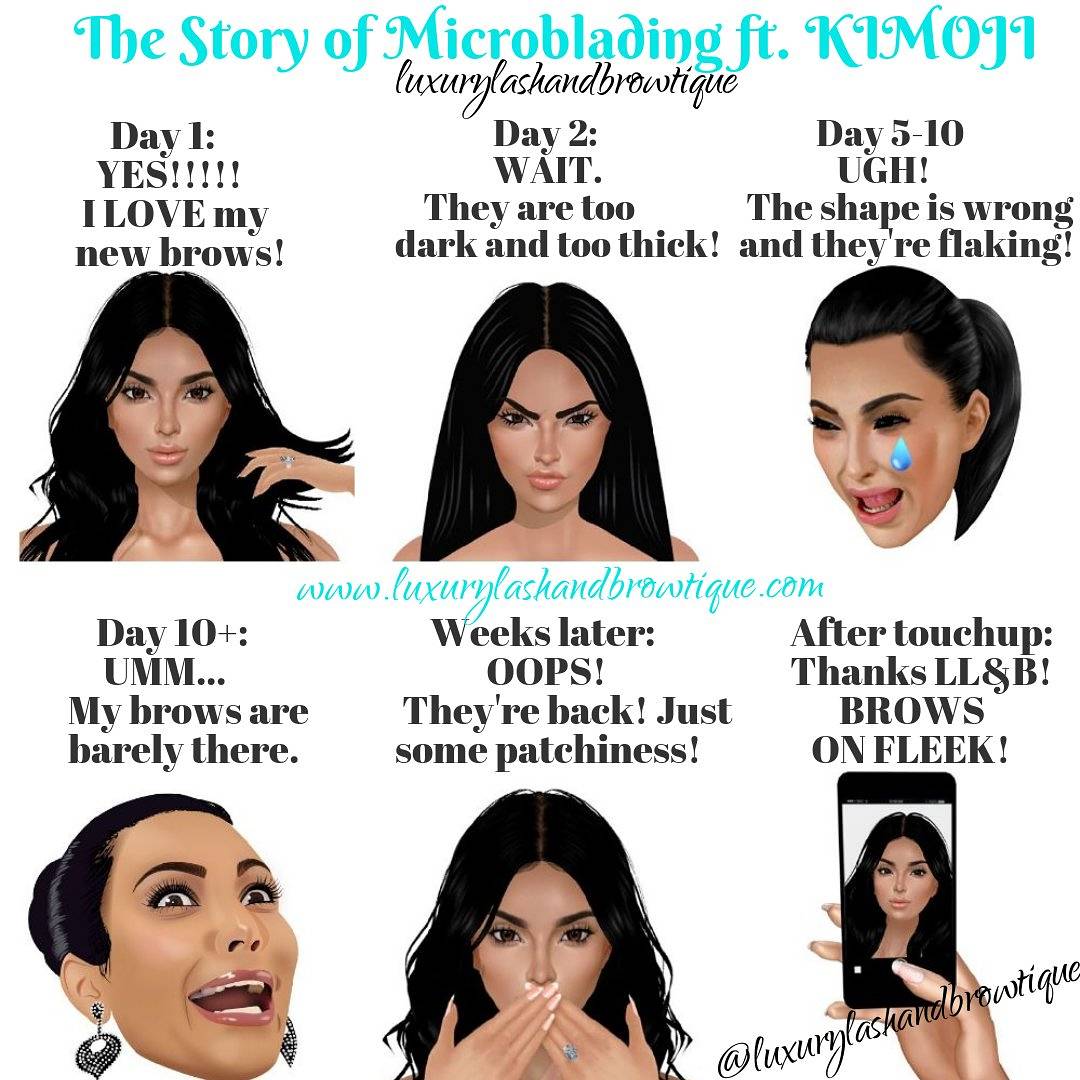 The Story of Microblading ft. KIMOJI
luxurylashandbrowtique
Day 1:
YES!!!!!
I LOVE my
new brows!
Day 2:
WAIT.
They are too
dark and too thick!
Day 5-10
UGH!
The shape is wrong
and they're flaking!
www.luxurylashandbrowtique.com
Day 10+:
UMM...
My brows are
barely there.
Weeks later:
OOPS!
They're back! Just
some patchiness!
After touchup:
Thanks LL&B!
BROWS
ON FLEEK!
@luxurylashandbrowtique